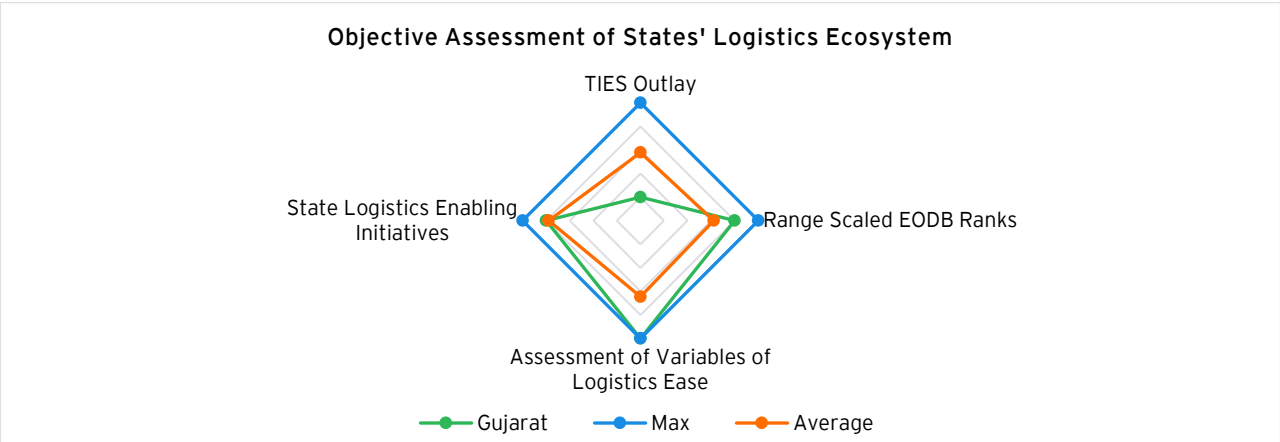 Objective Assessment of States' Logistics Ecosystem
TIES Outlay
State Logistics Enabling
Initiatives
Range Scaled EODB Ranks
Assessment of Variables of
Logistics Ease
Gujarat
Max
Average